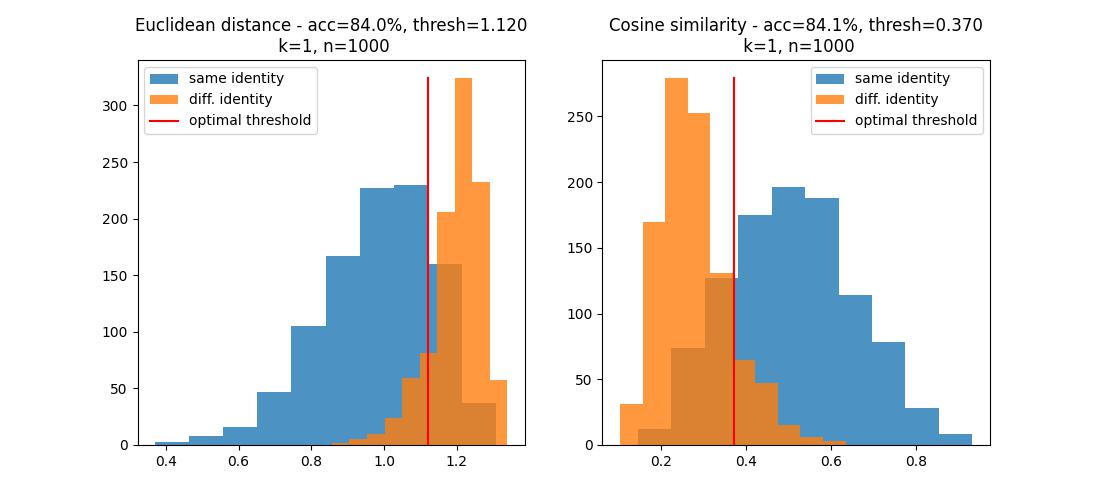 Euclidean distance - acc=84.0%, thresh=1.120
k=1, n=1000
same identity
diff. identity
optimal threshold
300
250
200
150
100
50
0
0.4 0.6 0.8 1.0 1.2
Cosine similarity - acc=84.1%, thresh=0.370
k=1, n=1000
same identity
diff. identity
optimal threshold
250
200
150
100
50
0
0.2 0.4 0.6 0.8